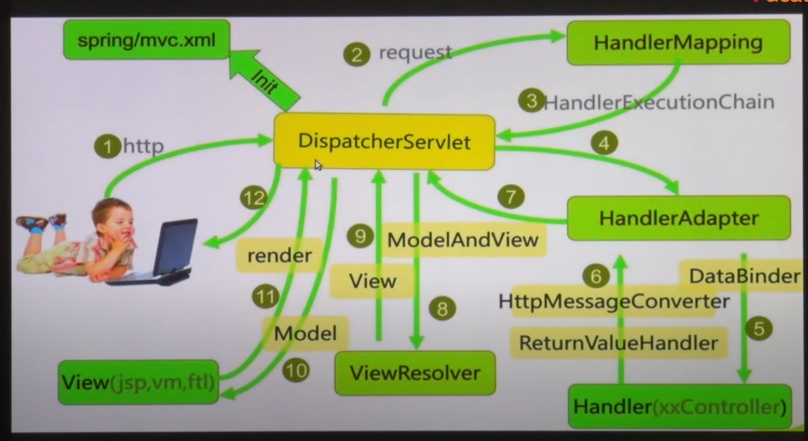 spring/mvc.xml
Init
2 request
HandlerMapping
3 HandlerExecutionChain
1 http
DispatcherServlet
4
12
7
HandlerAdapter
render
9
ModelAndView
View
6
DataBinder
11
8
HttpMessageConverter
5
Model
ReturnValueHandler
10
View(jsp,vm,ftl)
ViewResolver
Handler(xxController)